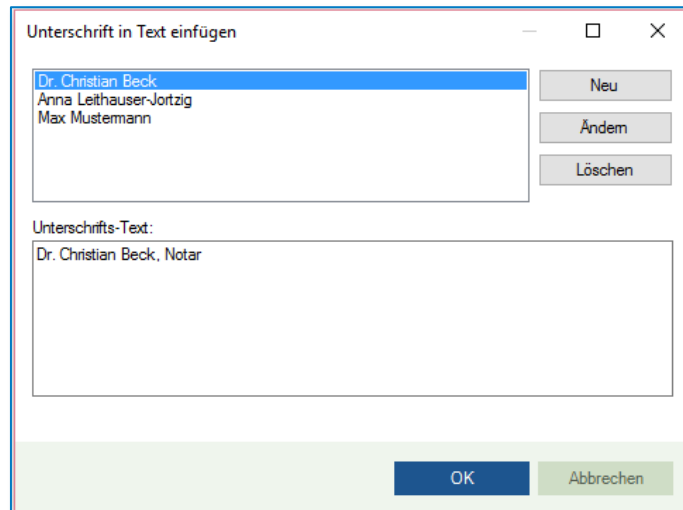 Unterschrift in Text einfügen
Dr. Christian Beck
Anna Leithauser-Jortzig
Max Mustermann
Neu
Ändern
Löschen
Unterschrifts-Text:
Dr. Christian Beck, Notar
OK
Abbrechen